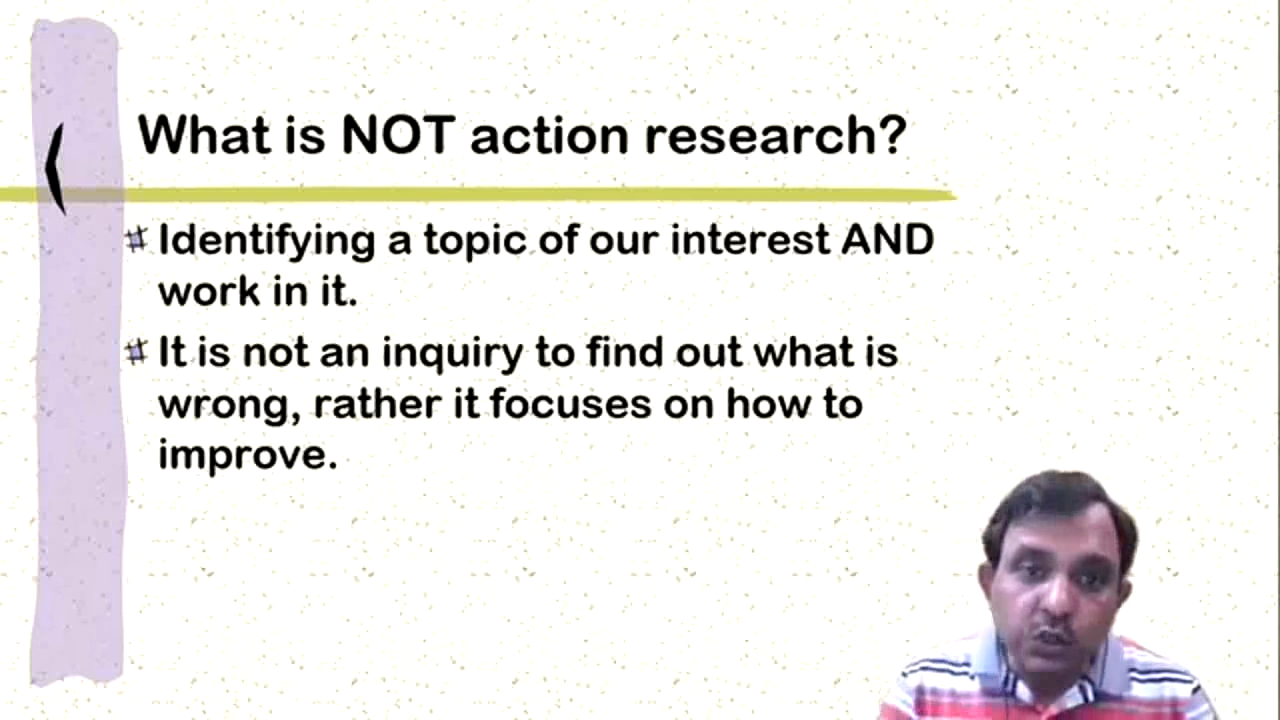 What is NOT action research?
Identifying a topic of our interest AND
work in it.
It is not an inquiry to find out what is
wrong, rather it focuses on how to
improve.